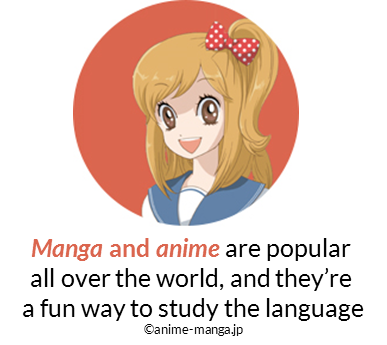 Manga and anime are popular
all over the world, and they’re
a fun way to study the language
©anime-manga.jp